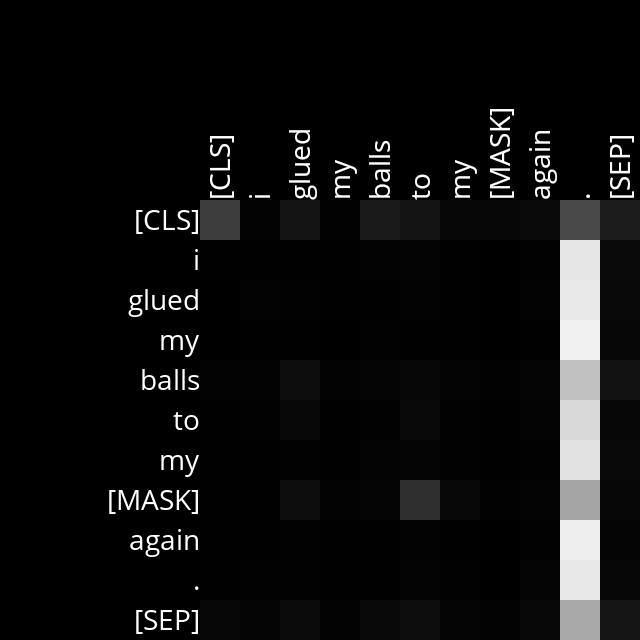 [CLS] i glued my balls to my [MASK] again . [SEP]
[CLS]
i
glued
my
balls
to
my
[MASK]
again
.
[SEP]